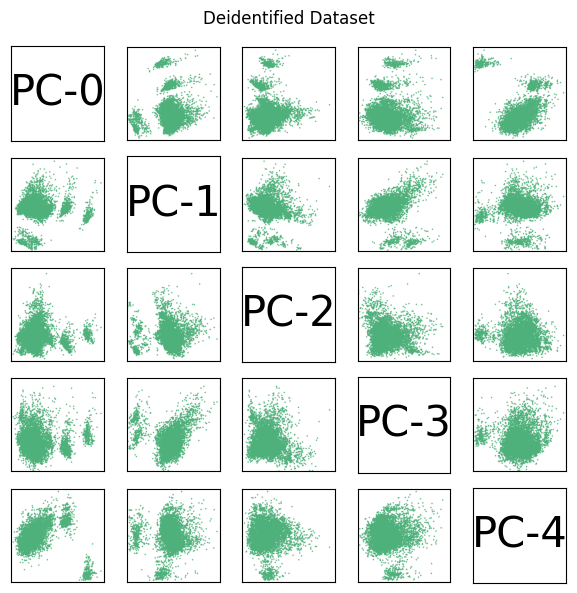 Deidentified Dataset
PC-0
PC-1
PC-2
PC-3
PC-4